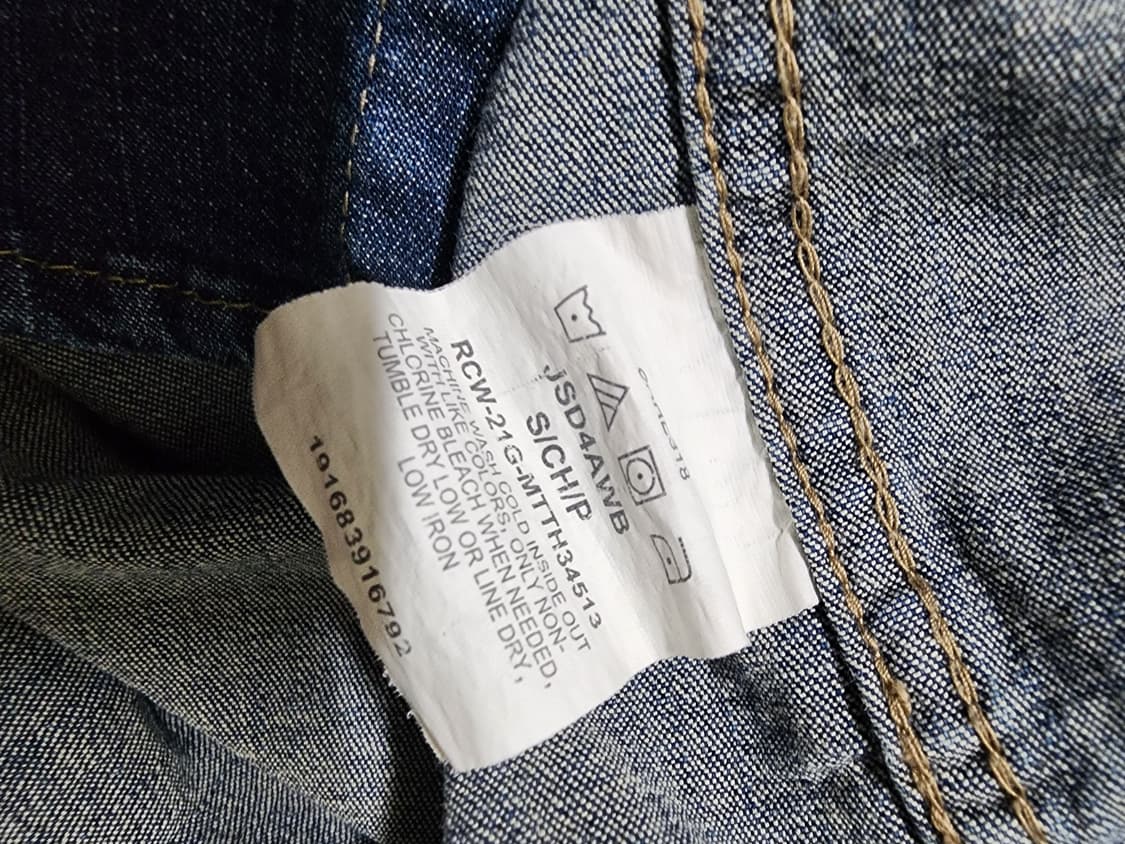 JSD4AWB
S/CH/P
RCW-21G-MTTH34513
MACHINE WASH COLD INSIDE OUT
WITH LIKE COLORS, ONLY NON-
CHLORINE BLEACH WHEN NEEDED,
TUMBLE DRY LOW OR LINE DRY,
LOW IRON
191683916792